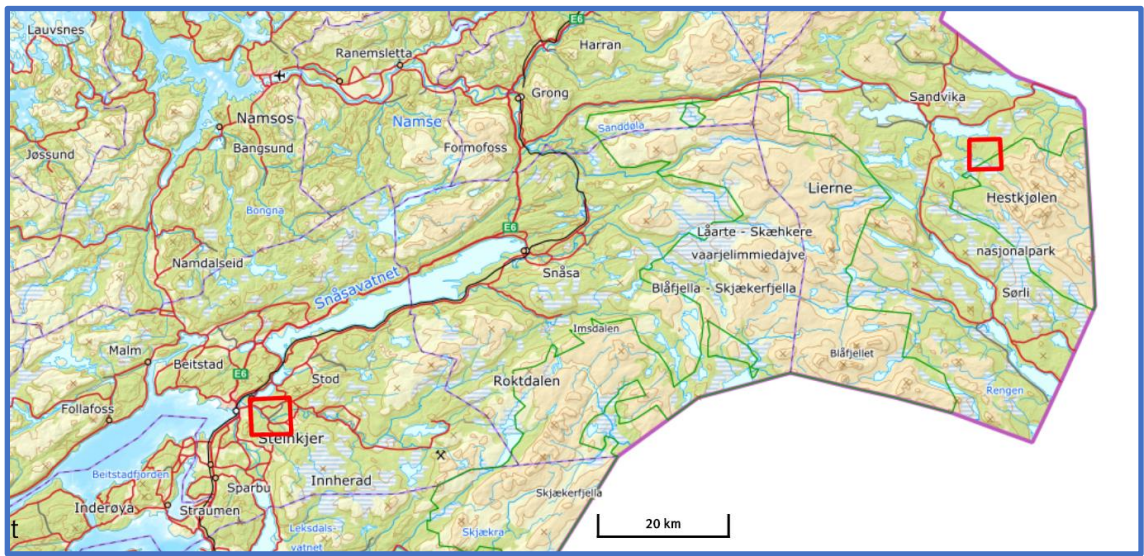 E6
Lauvsnes
Harran
Ranemsletta
Grong
Sandvika
Namsos
Namse
Sanddøla
Bangsund
Formofoss
Jøssund
Lierne
Hestkjølen
Bongna
E6
Låarte - Skæhkere
vaarjelimmiedajve
nasjonalpark
Namdalseid
Snåsavatnet
Snåsa
Blåfjella - Skjækerfjella
Sørli
Imsdalen
Malm
Beitstad
Blåfjellet
E6
Stod
Roktdalen
Rengen
Follafoss
Steinkjer
Beitstadfjorden
Innherad
Sparbu
Skjækerfjella
Inderøya
Straumen
20 km
t
Leksdals-
vatnet
Skjækra